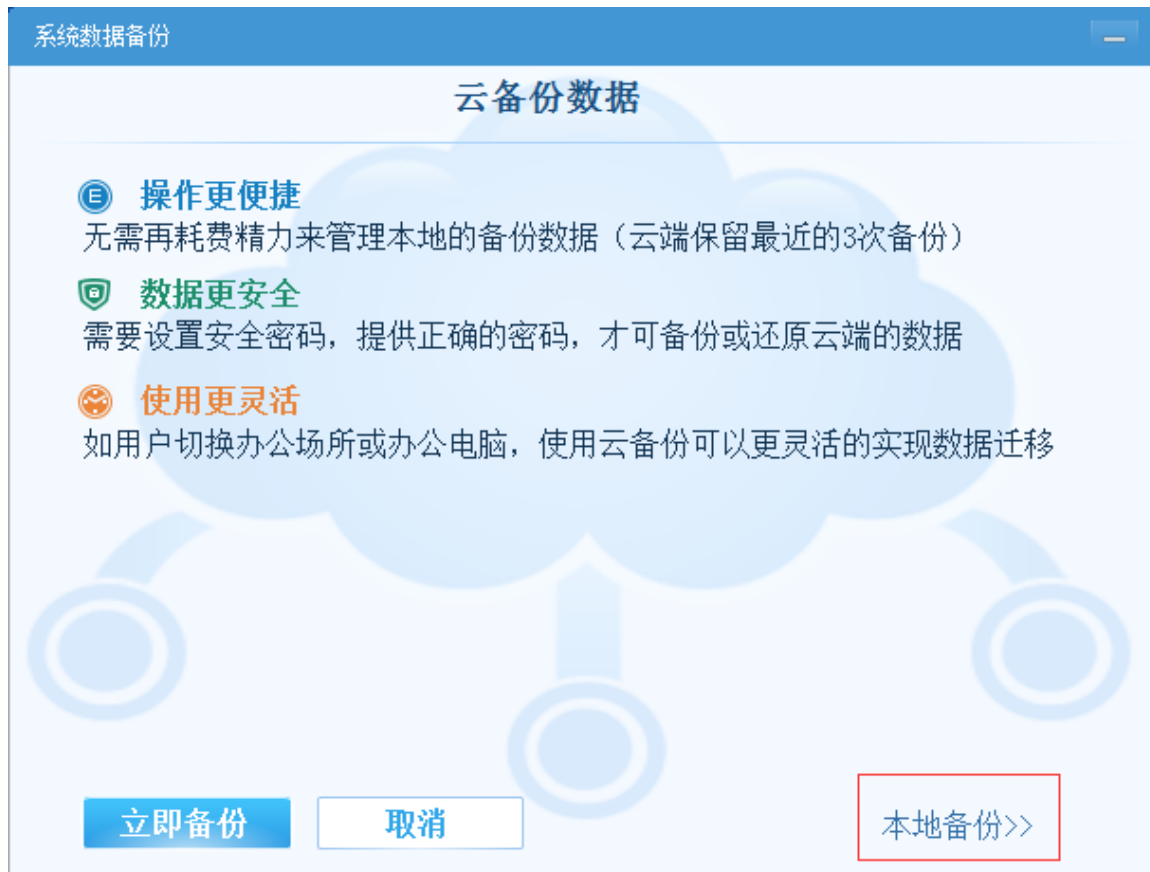 系统数据备份
云备份数据
操作更便捷
无需再耗费精力来管理本地的备份数据（云端保留最近的3次备份）
数据更安全
需要设置安全密码，提供正确的密码，才可备份或还原云端的数据
使用更灵活
如用户切换办公场所或办公电脑，使用云备份可以更灵活的实现数据迁移
立即备份
取消
本地备份>>